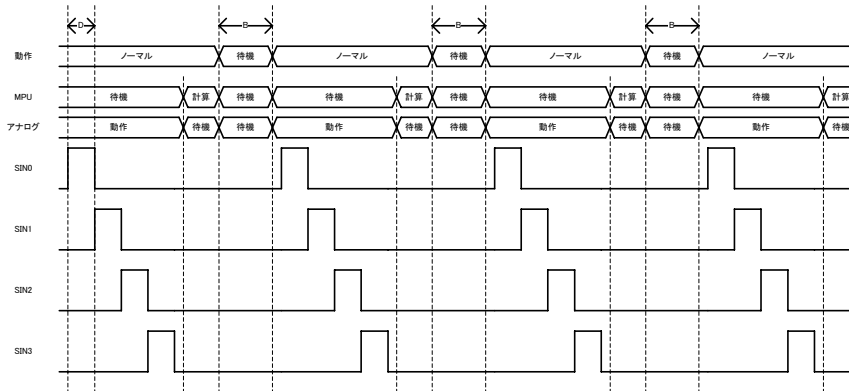 D B B B
動作 ノーマル 待機 ノーマル 待機 ノーマル 待機 ノーマル
MPU 待機 計算 待機 待機 計算 待機 待機 計算 待機 待機 計算
アナログ 動作 待機 待機 動作 待機 待機 動作 待機 待機 動作 待機
SIN0
SIN1
SIN2
SIN3